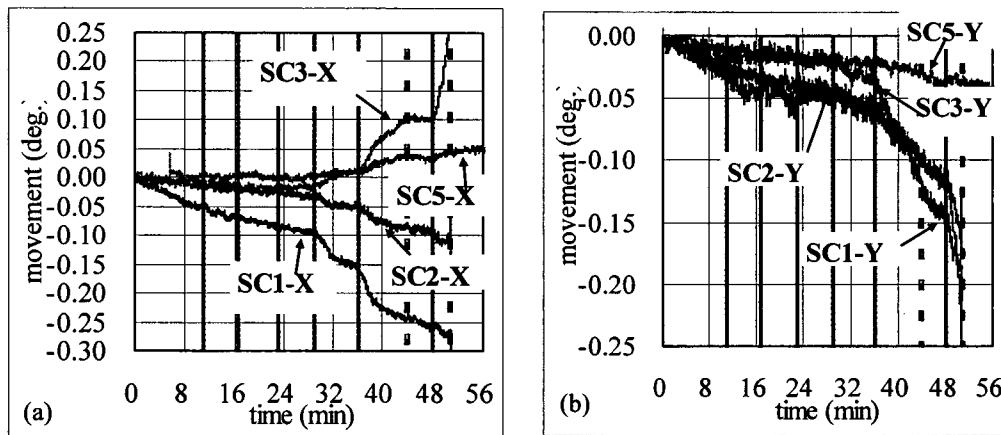 0.25
0.20
0.15
0.10
0.05
0.00
-0.05
-0.10
-0.15
-0.20
-0.25
-0.30
movement (deg.)
SC3-X
SC5-X
SC2-X
SC1-X
0 8 16 24 32 40 48 56
time (min)
(a)
0.00
-0.05
-0.10
-0.15
-0.20
-0.25
movement (deg.)
SC5-Y
SC3-Y
SC2-Y
SC1-Y
0 8 16 24 32 40 48 56
time (min)
(b)